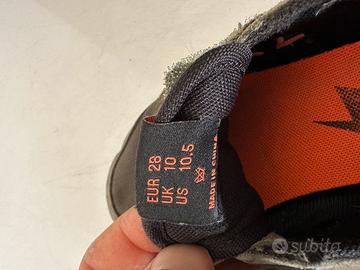 EUR 28
UK 10
US 10.5
MADE IN CHINA
subito